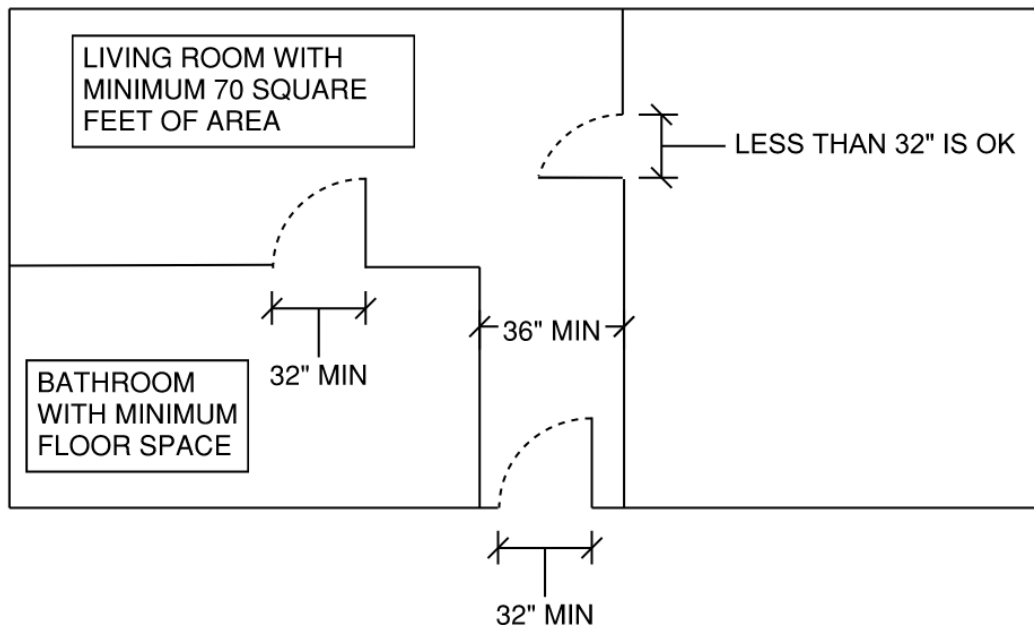 LIVING ROOM WITH
MINIMUM 70 SQUARE
FEET OF AREA
LESS THAN 32" IS OK
36" MIN
32" MIN
BATHROOM
WITH MINIMUM
FLOOR SPACE
32" MIN